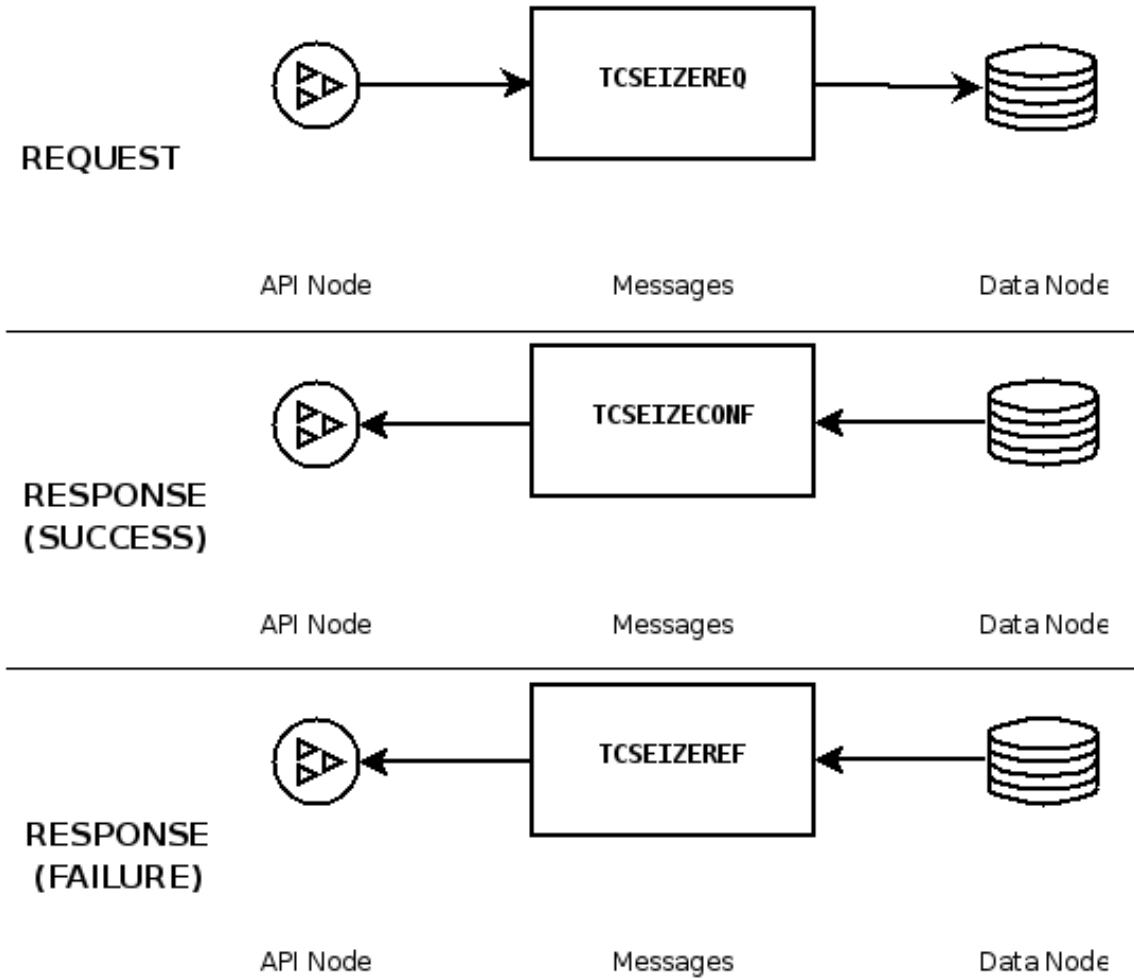 TCSEIZEREQ
REQUEST
API Node Messages Data Node
TCSEIZECONF
RESPONSE
(SUCCESS)
API Node Messages Data Node
TCSEIZEREF
RESPONSE
(FAILURE)
API Node Messages Data Node